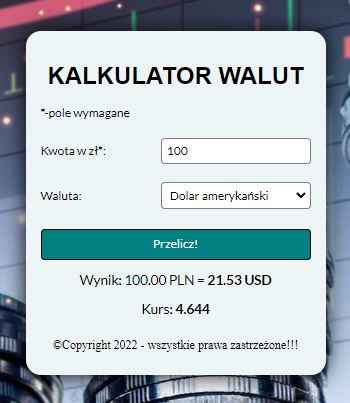 KALKULATOR WALUT
*-pole wymagane
Kwota w zł*: 100
Waluta: Dolar amerykański
Przelicz!
Wynik: 100.00 PLN = 21.53 USD
Kurs: 4.644
©Copyright 2022 - wszystkie prawa zastrzeżone!!!